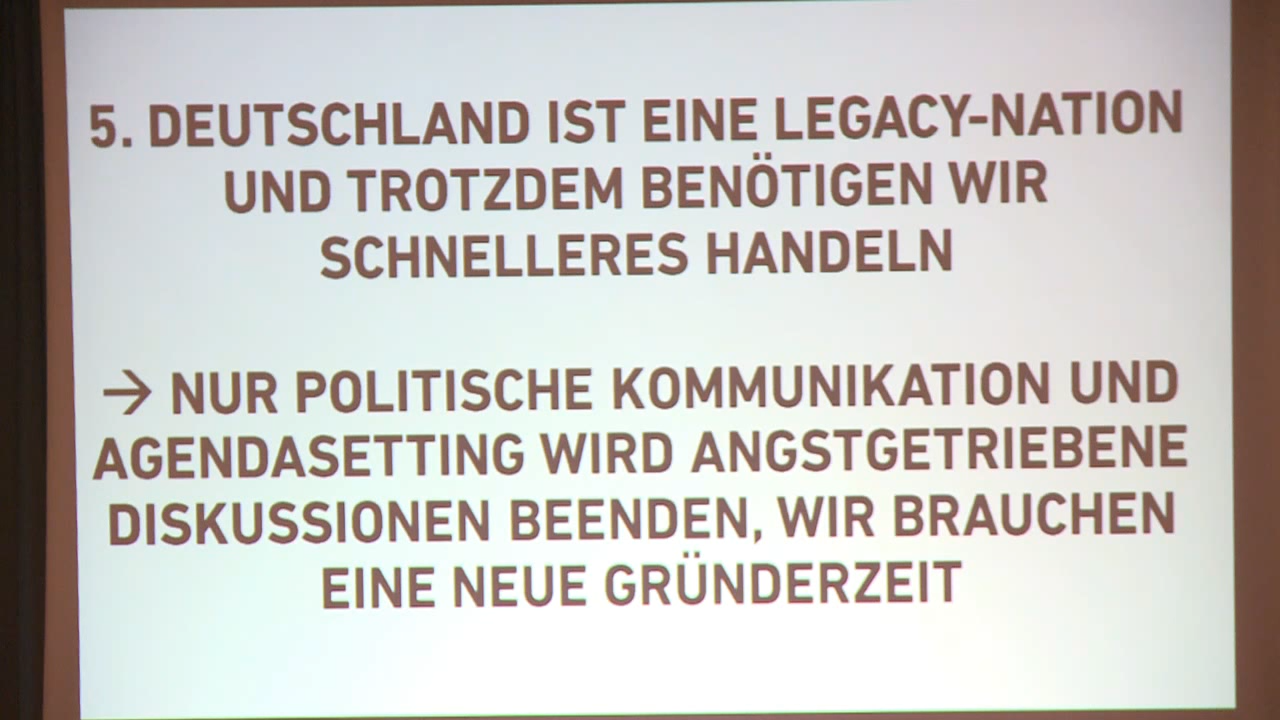 5. DEUTSCHLAND IST EINE LEGACY-NATION
UND TROTZDEM BENÖTIGEN WIR
SCHNELLERES HANDELN
→ NUR POLITISCHE KOMMUNIKATION UND
AGENDASETTING WIRD ANGSTGETRIEBENE
DISKUSSIONEN BEENDEN, WIR BRAUCHEN
EINE NEUE GRÜNDERZEIT